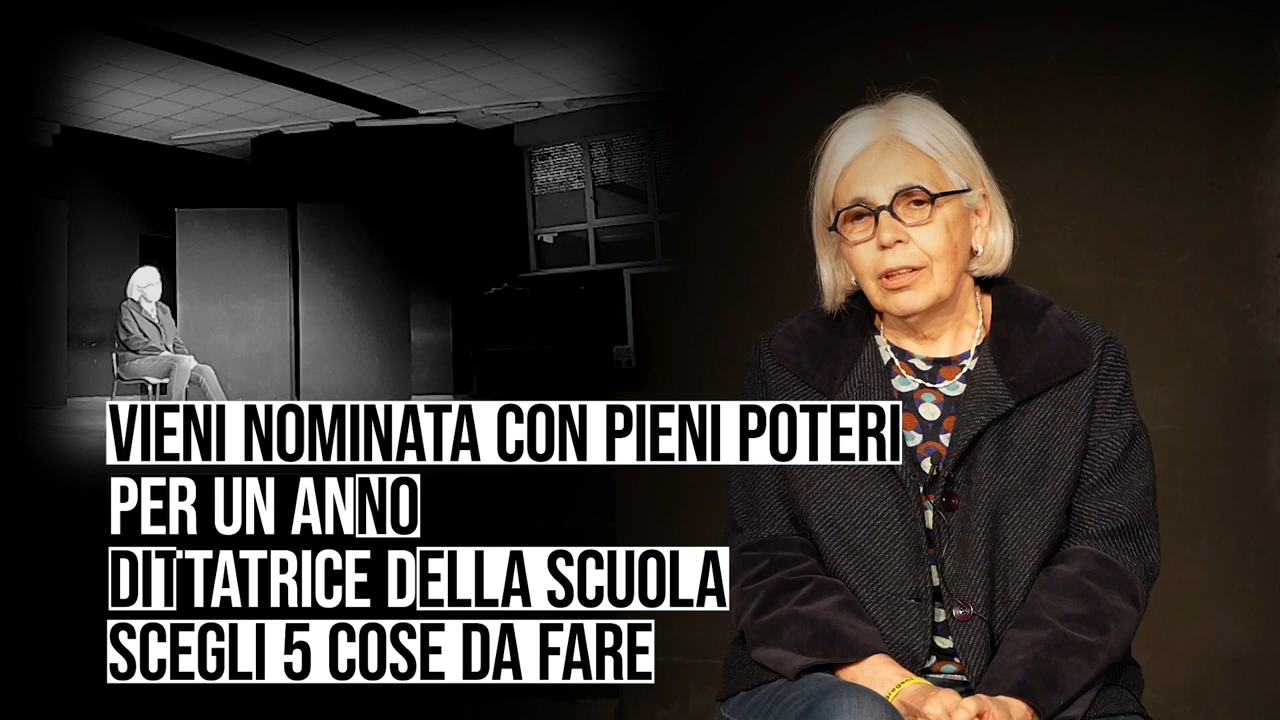 VIENI NOMINATA CON PIENI POTERI
PER UN ANNO
DITTATRICE DELLA SCUOLA
SCEGLI 5 COSE DA FARE